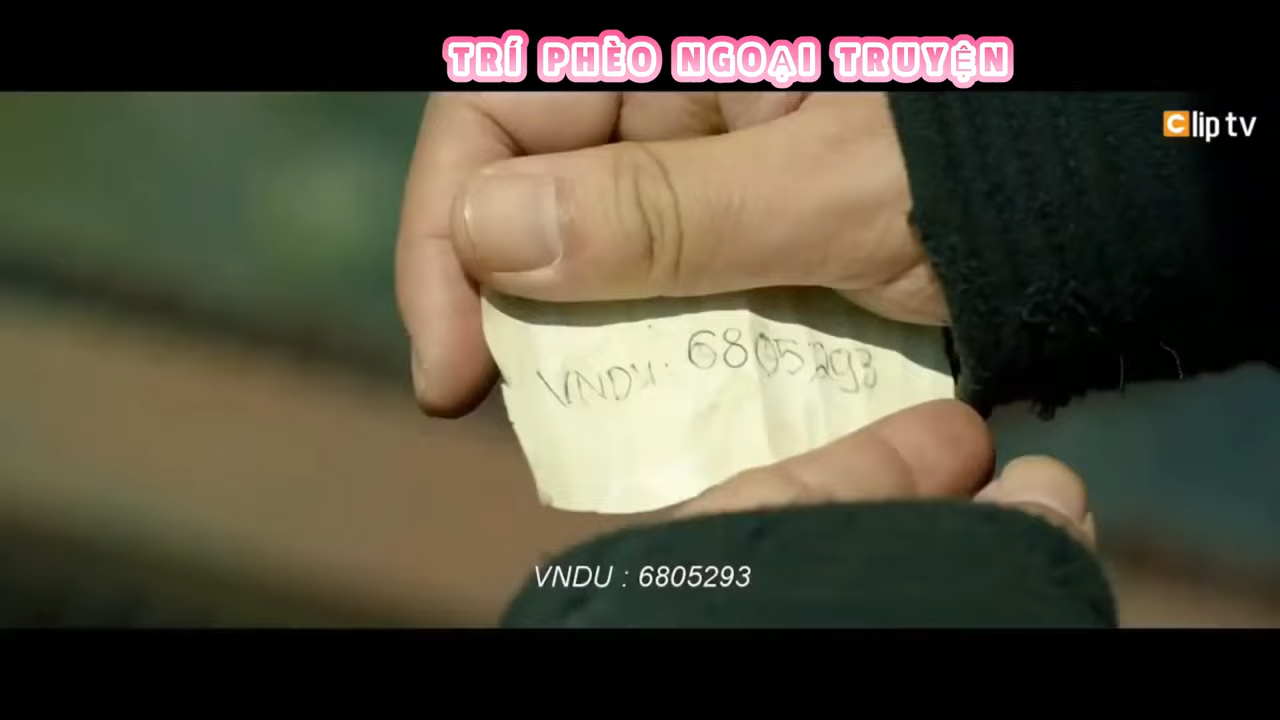 TRÍ PHÈO NGOẠI TRUYỆN
Clip tv
VNDU: 6805293
VNDU : 6805293